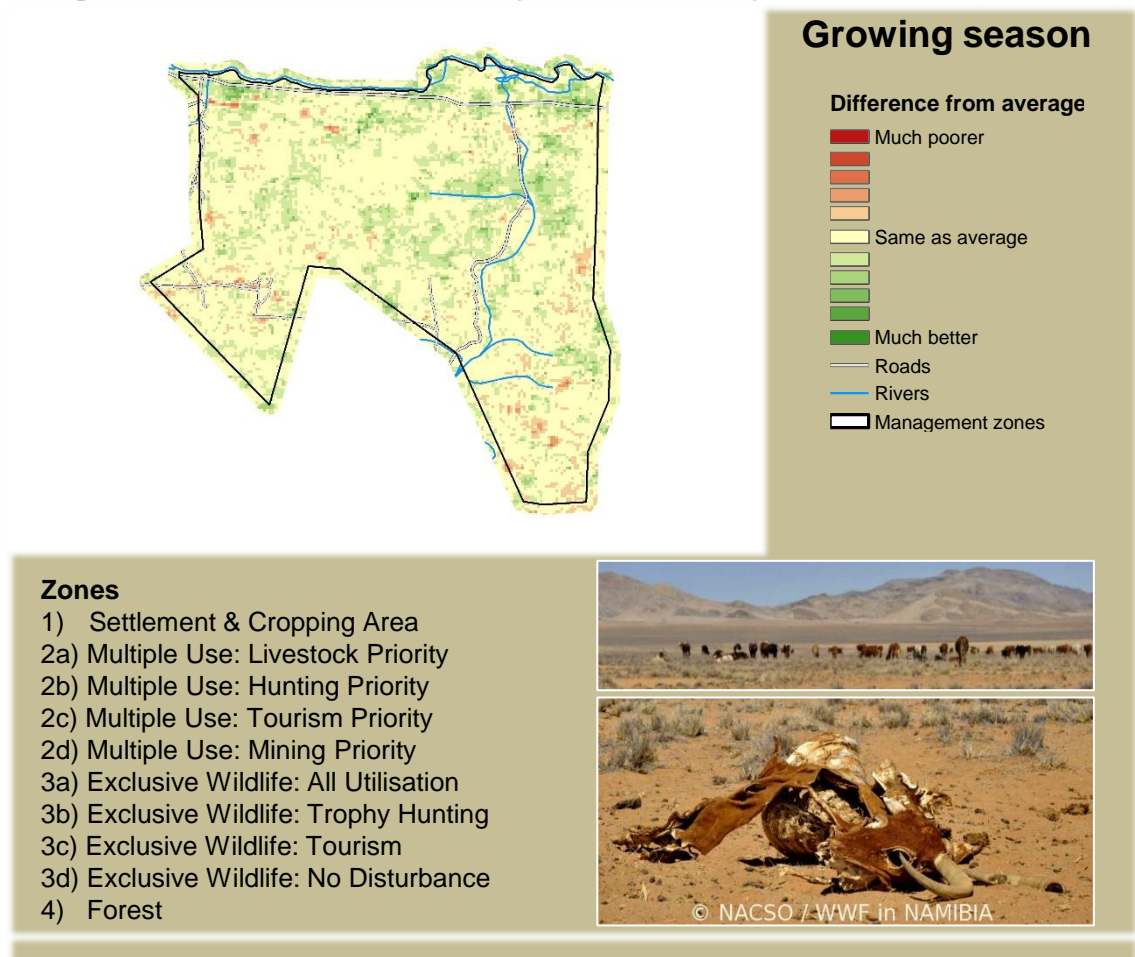 Growing season
Difference from average
Much poorer
Same as average
Much better
Roads
Rivers
Management zones
Zones
1) Settlement & Cropping Area
2a) Multiple Use: Livestock Priority
2b) Multiple Use: Hunting Priority
2c) Multiple Use: Tourism Priority
2d) Multiple Use: Mining Priority
3a) Exclusive Wildlife: All Utilisation
3b) Exclusive Wildlife: Trophy Hunting
3c) Exclusive Wildlife: Tourism
3d) Exclusive Wildlife: No Disturbance
4) Forest
© NACSO / WWF in NAMIBIA